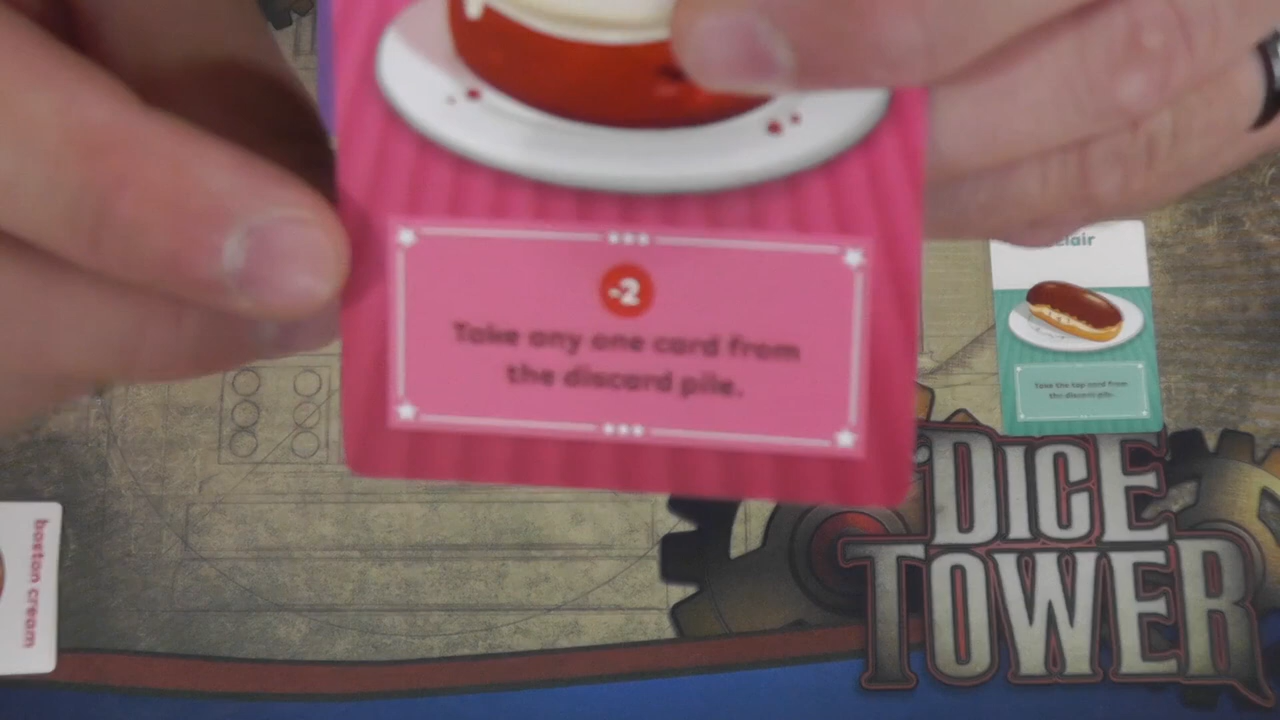 -2
Take any one card from
the discard pile.
eclair
Take the top card from
the discard pile.
boston cream
DICE
TOWER